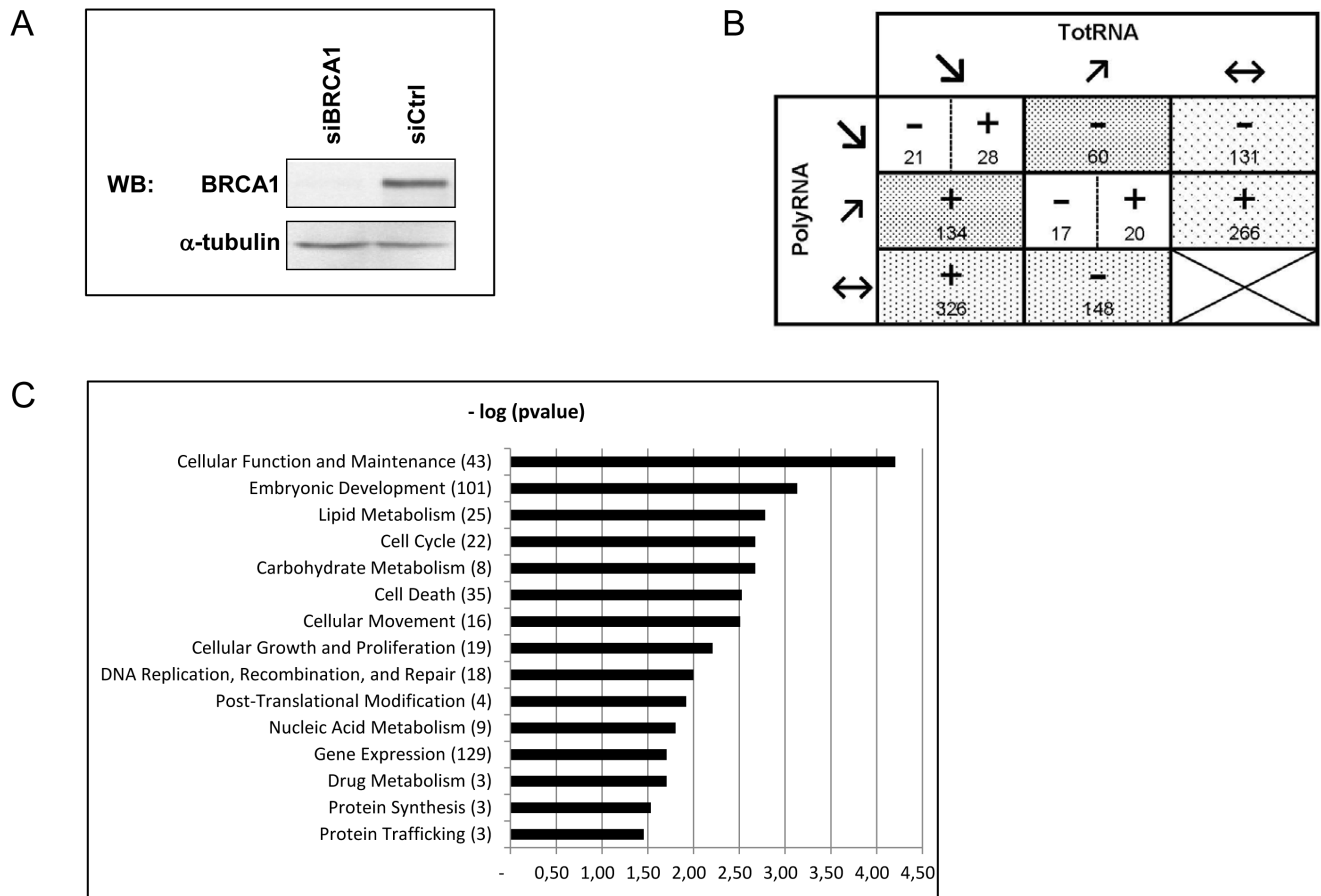 A
siBRCA1
siCtrl
WB: BRCA1
α-tubulin
B
TotRNA
↘ ↗ ↔
PolyRNA
↘ - + - -
21 28 60 131
↗ + - + +
134 17 20 266
↔ + -
326 148
C
- log (pvalue)
Cellular Function and Maintenance (43)
Embryonic Development (101)
Lipid Metabolism (25)
Cell Cycle (22)
Carbohydrate Metabolism (8)
Cell Death (35)
Cellular Movement (16)
Cellular Growth and Proliferation (19)
DNA Replication, Recombination, and Repair (18)
Post-Translational Modification (4)
Nucleic Acid Metabolism (9)
Gene Expression (129)
Drug Metabolism (3)
Protein Synthesis (3)
Protein Trafficking (3)
- 0,50 1,00 1,50 2,00 2,50 3,00 3,50 4,00 4,50